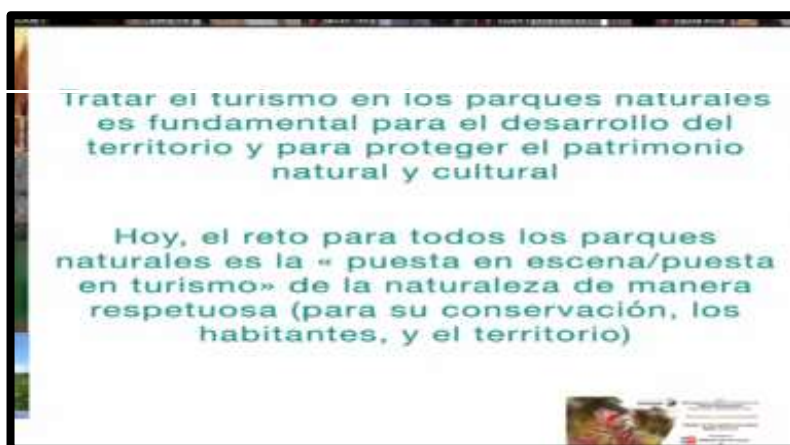 Tratar el turismo en los parques naturales
es fundamental para el desarrollo del
territorio y para proteger el patrimonio
natural y cultural
Hoy, el reto para todos los parques
naturales es la « puesta en escena/puesta
en turismo» de la naturaleza de manera
respetuosa (para su conservación, los
habitantes, y el territorio)